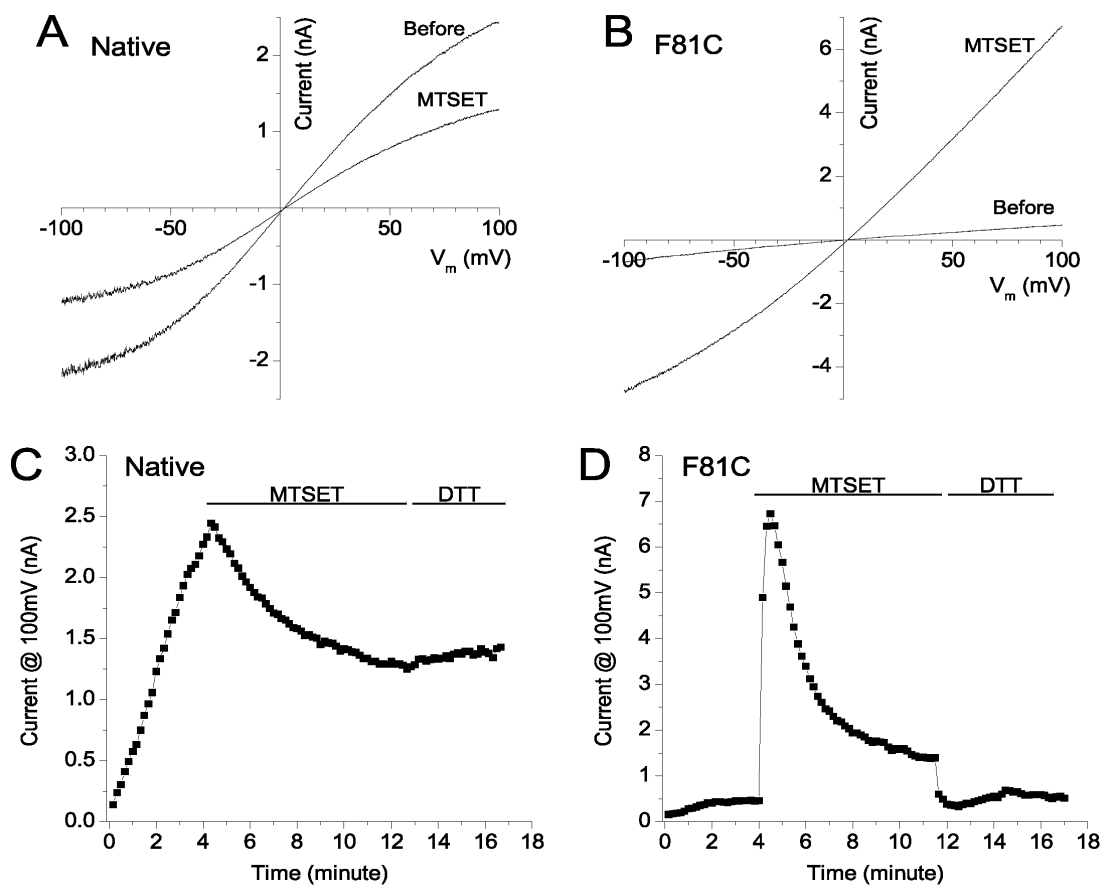 A Native
Current (nA)
Before
MTSET
2
1
-100 -50 50 100
Vm (mV)
-1
-2
B F81C
Current (nA)
MTSET
Before
6
4
2
-100 -50 50 100
Vm (mV)
-2
-4
C Native
MTSET DTT
Current @ 100mV (nA)
3.0
2.5
2.0
1.5
1.0
0.5
0.0
0 2 4 6 8 10 12 14 16 18
Time (minute)
D F81C
MTSET DTT
Current @ 100mV (nA)
8
7
6
5
4
3
2
1
0
0 2 4 6 8 10 12 14 16 18
Time (minute)